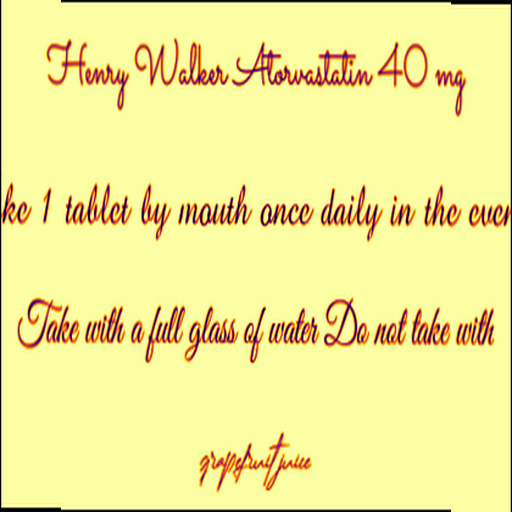 Henry Walker Atorvastatin 40 mg
ke 1 tablet by mouth once daily in the ever
Take with a full glass of water Do not take with
grapefruit juice